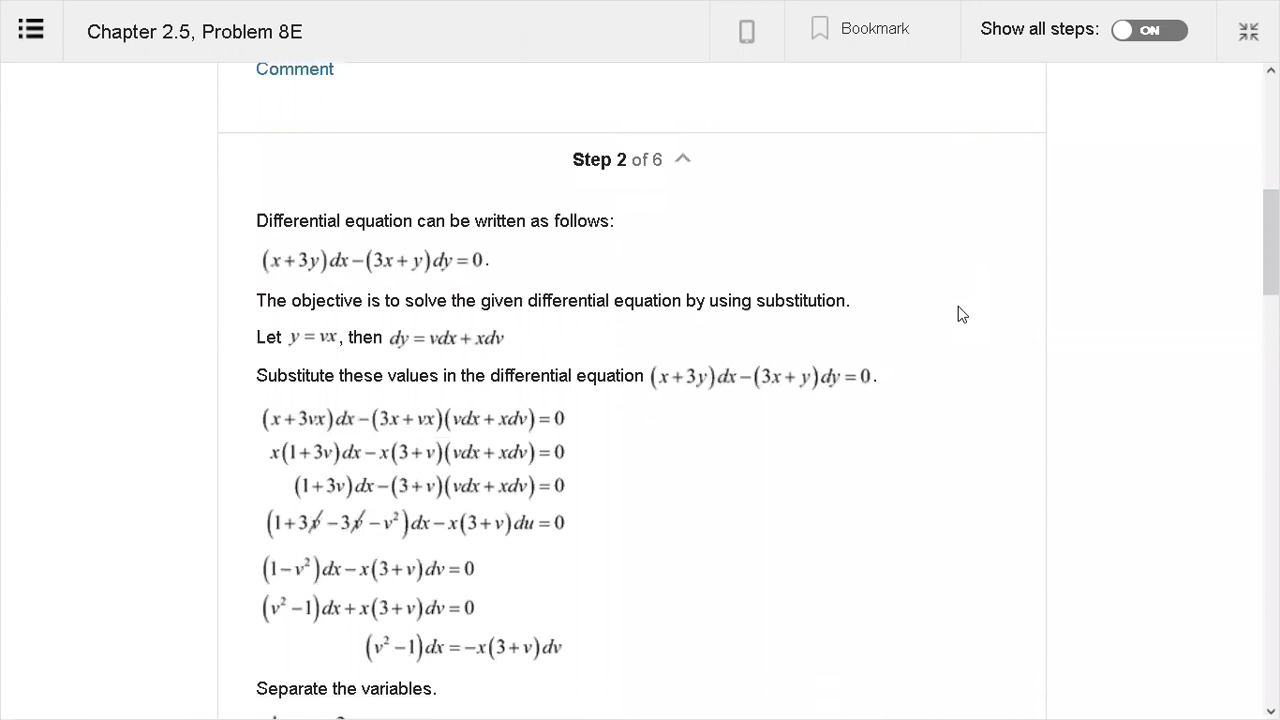 Chapter 2.5, Problem 8E
Bookmark
Show all steps: ON
Comment
Step 2 of 6
Differential equation can be written as follows:
(x+3y)dx−(3x+y)dy=0.
The objective is to solve the given differential equation by using substitution.
Let y=vx, then dy=vdx+xdv
Substitute these values in the differential equation (x+3y)dx−(3x+y)dy=0.
(x+3vx)dx−(3x+vx)(vdx+xdv)=0
x(1+3v)dx−x(3+v)(vdx+xdv)=0
(1+3v)dx−(3+v)(vdx+xdv)=0
(1+3v−3v−v²)dx−x(3+v)du=0
(1−v²)dx−x(3+v)dv=0
(v²−1)dx+x(3+v)dv=0
(v²−1)dx=−x(3+v)dv
Separate the variables.